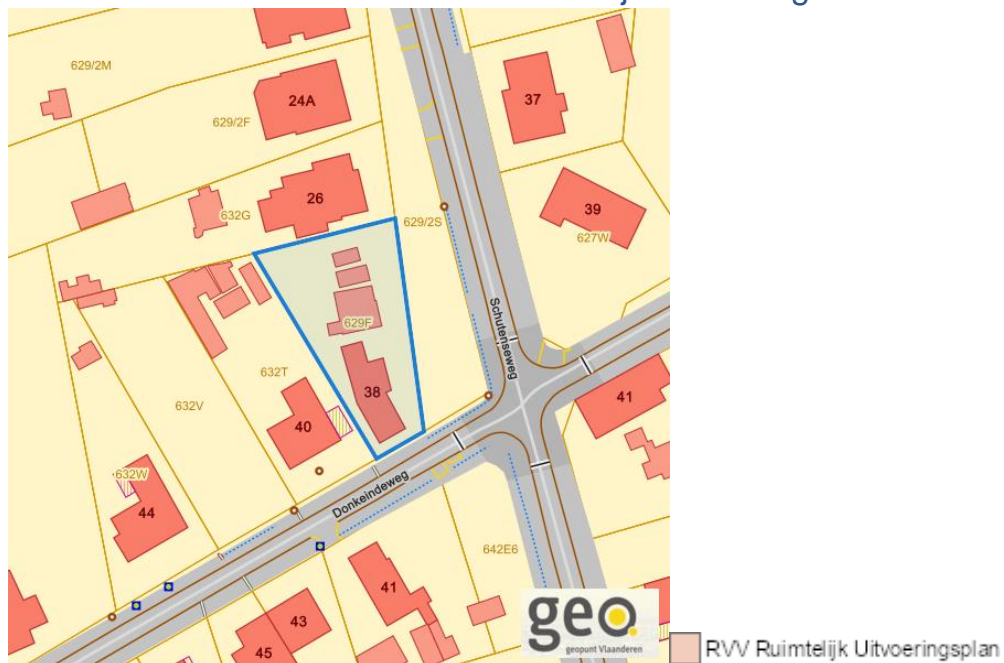 629/2M
24A
629/2F
37
26
632G
629/2S
39
627W
629F
Schutenseweg
632T
38
632V
40
41
632W
44
Donkeindeweg
642E6
41
43
45
geo
geopunt Vlaanderen
RVV Ruimtelijk Uitvoeringsplan